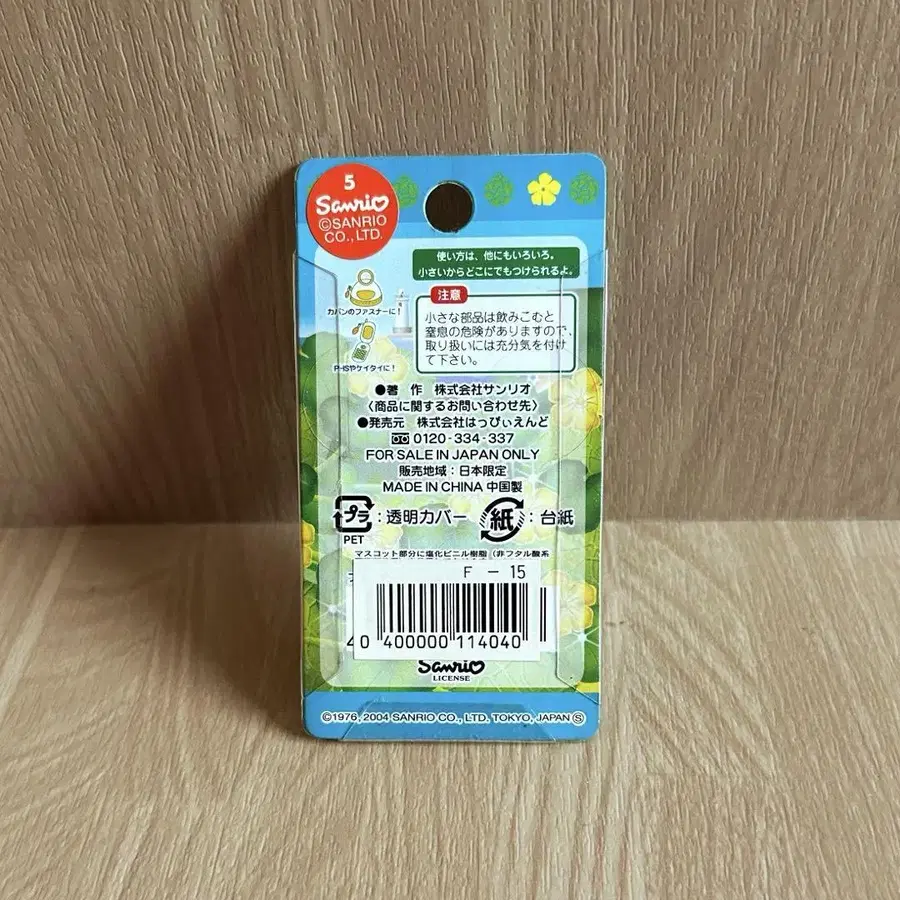 5
Sanrio
©SANRIO
CO., LTD.
使い方は、他にもいろいろ。
小さいからどこにでもつけられるよ。
カバンのファスナーに！
PHSやケイタイに！
注意
小さな部品は飲みこむと
窒息の危険がありますので、
取り扱いには充分気を付け
て下さい。
●著 作 株式会社サンリオ
〈商品に関するお問い合わせ先〉
●発売元 株式会社はっぴぃえんど
0120-334-337
FOR SALE IN JAPAN ONLY
販売地域：日本限定
MADE IN CHINA 中国製
プラ：透明カバー 紙：台紙
PET
マスコット部分に塩化ビニル樹脂（非フタル酸系
F － 15
40
400000 114040
Sanrio
LICENSE
©1976, 2004 SANRIO CO., LTD. TOKYO, JAPAN Ⓢ